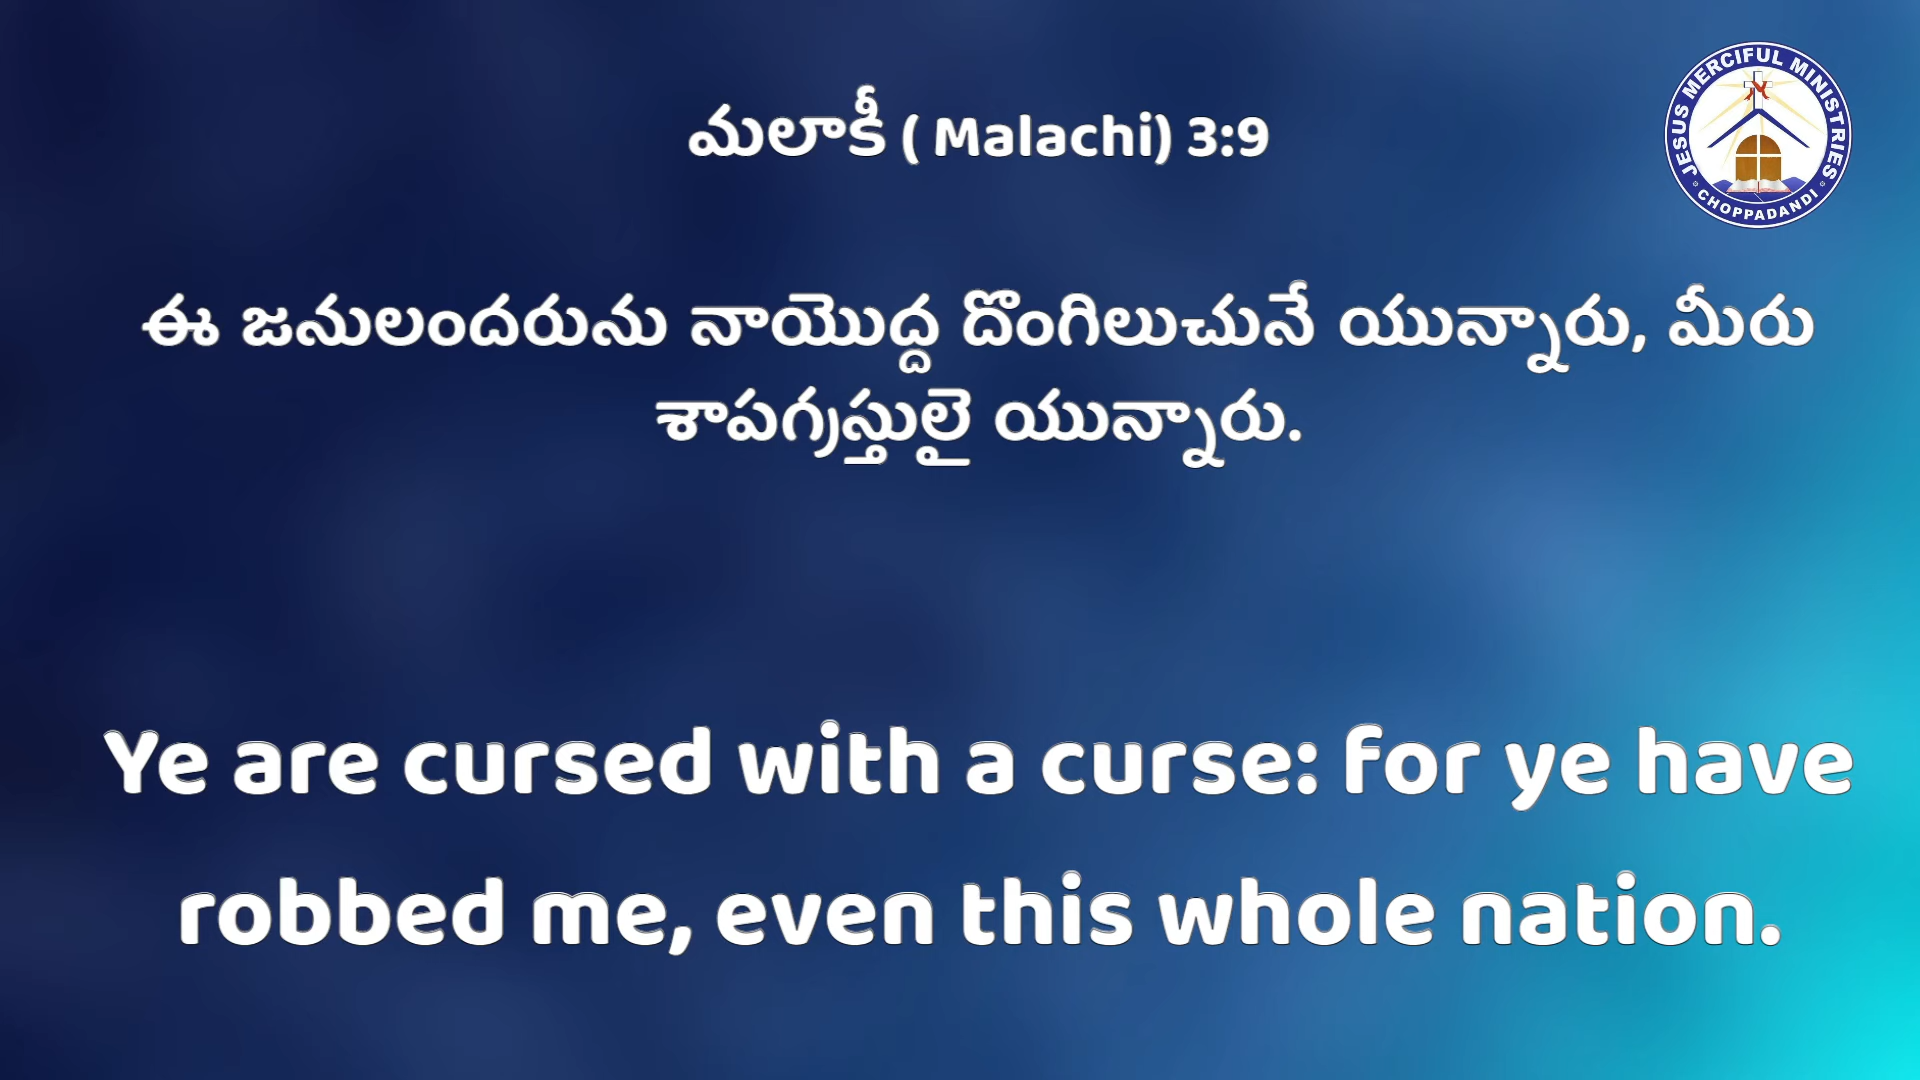 మలాకీ ( Malachi) 3:9
JESUS MERCIFUL MINISTRIES
CHOPPADANDI
ఈ జనులందరును నాయొద్ద దొంగిలుచునే యున్నారు, మీరు
శాపగ్రస్తులై యున్నారు.
Ye are cursed with a curse: for ye have
robbed me, even this whole nation.